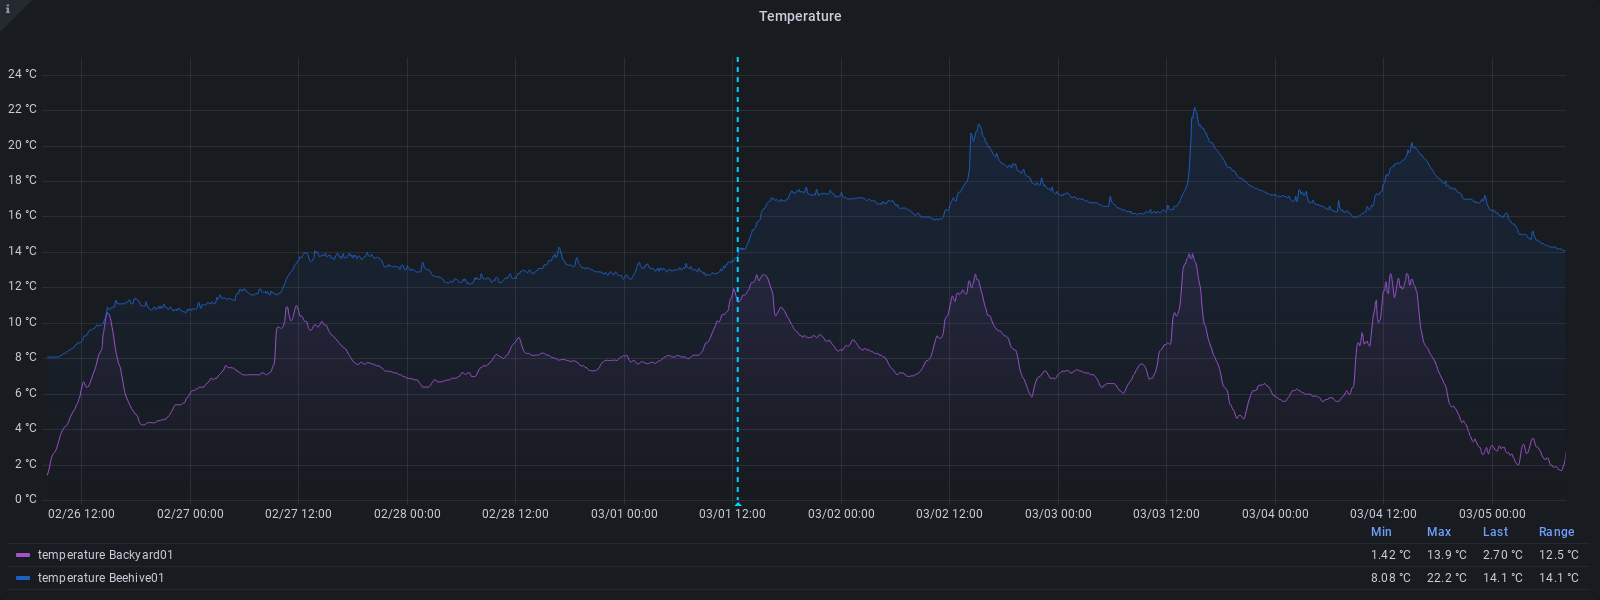 i
Temperature
24 °C
22 °C
20 °C
18 °C
16 °C
14 °C
12 °C
10 °C
8 °C
6 °C
4 °C
2 °C
0 °C
02/26 12:00 02/27 00:00 02/27 12:00 02/28 00:00 02/28 12:00 03/01 00:00 03/01 12:00 03/02 00:00 03/02 12:00 03/03 00:00 03/03 12:00 03/04 00:00 03/04 12:00 03/05 00:00
Min Max Last Range
temperature Backyard01 1.42 °C 13.9 °C 2.70 °C 12.5 °C
temperature Beehive01 8.08 °C 22.2 °C 14.1 °C 14.1 °C